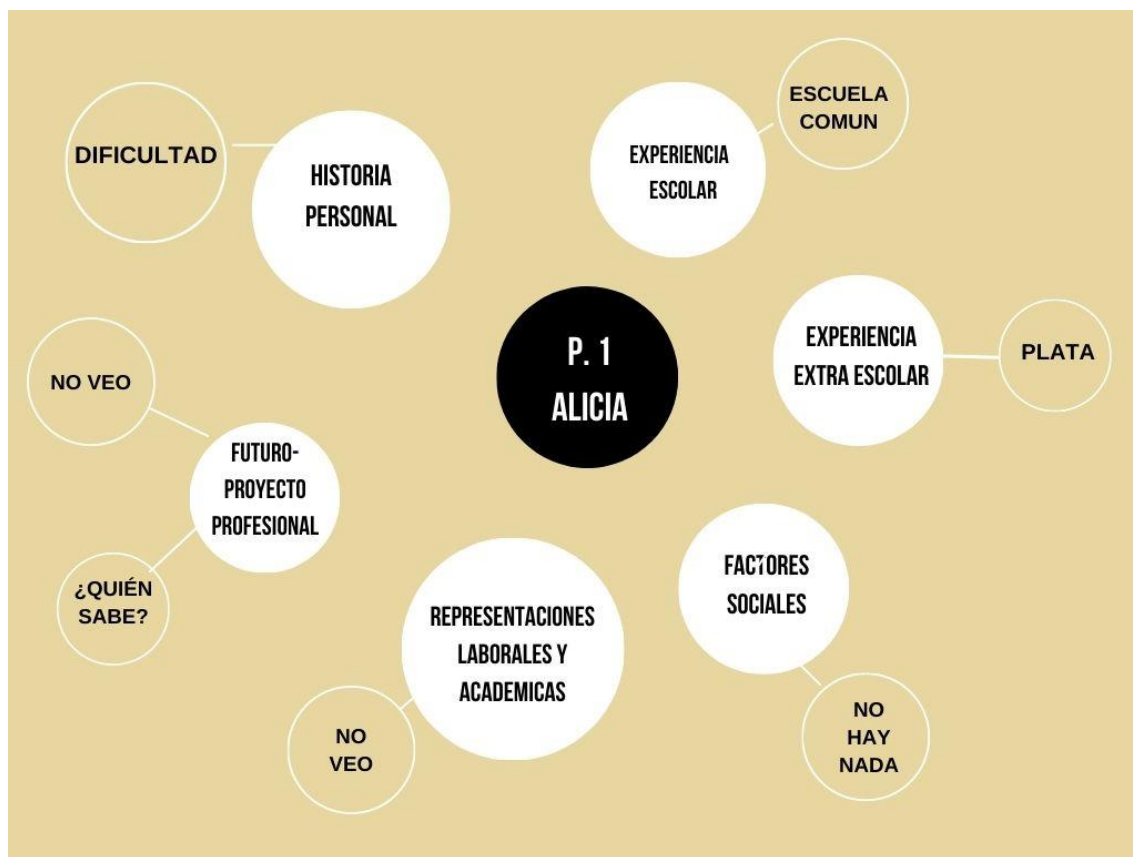 DIFICULTAD
HISTORIA
PERSONAL
EXPERIENCIA
ESCOLAR
ESCUELA
COMUN
P. 1
ALICIA
EXPERIENCIA
EXTRA ESCOLAR
PLATA
NO VEO
FUTURO-
PROYECTO
PROFESIONAL
¿QUIÉN
SABE?
REPRESENTACIONES
LABORALES Y
ACADEMICAS
NO
VEO
FACTORES
SOCIALES
NO
HAY
NADA